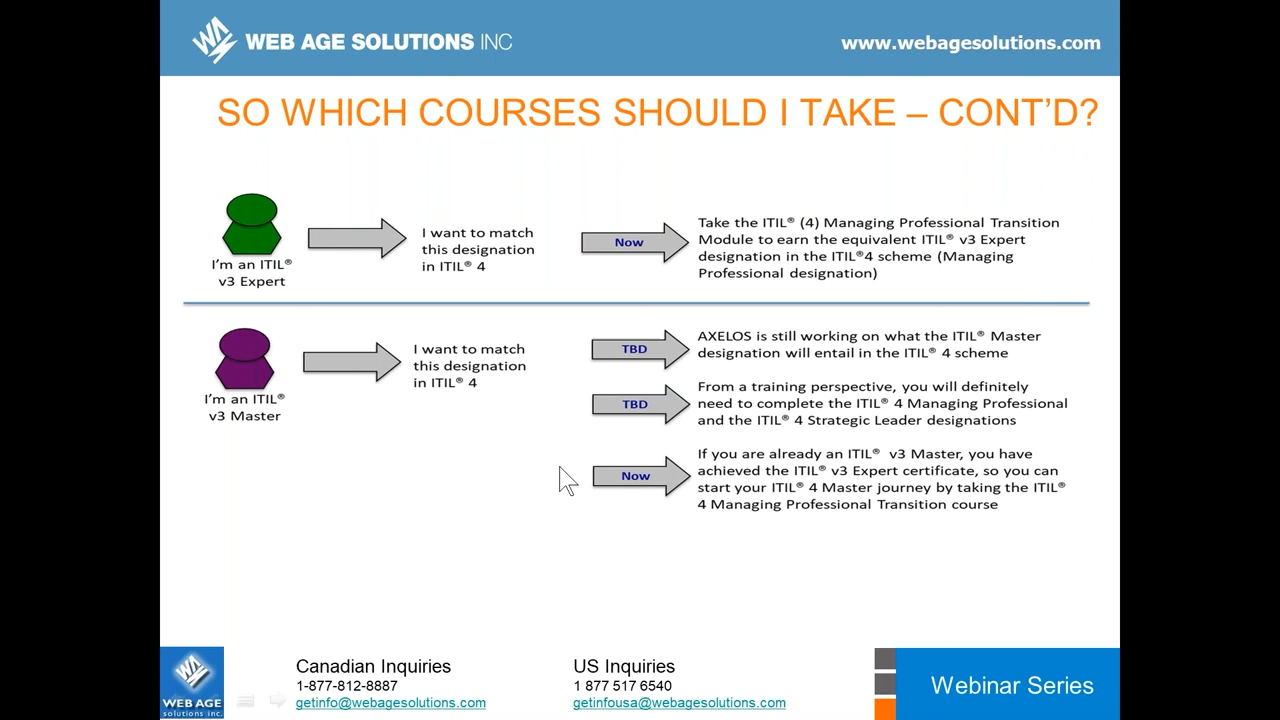 WEB AGE SOLUTIONS INC
www.webagesolutions.com
SO WHICH COURSES SHOULD I TAKE – CONT'D?
I'm an ITIL®
v3 Expert
I want to match
this designation
in ITIL® 4
Now
Take the ITIL® (4) Managing Professional Transition
Module to earn the equivalent ITIL® v3 Expert
designation in the ITIL®4 scheme (Managing
Professional designation)
I'm an ITIL®
v3 Master
I want to match
this designation
in ITIL® 4
TBD
AXELOS is still working on what the ITIL® Master
designation will entail in the ITIL® 4 scheme
TBD
From a training perspective, you will definitely
need to complete the ITIL® 4 Managing Professional
and the ITIL® 4 Strategic Leader designations
Now
If you are already an ITIL® v3 Master, you have
achieved the ITIL® v3 Expert certificate, so you can
start your ITIL® 4 Master journey by taking the ITIL®
4 Managing Professional Transition course
WEB AGE
solutions inc.
Canadian Inquiries
1-877-812-8887
getinfo@webagesolutions.com
US Inquiries
1 877 517 6540
getinfousa@webagesolutions.com
Webinar Series